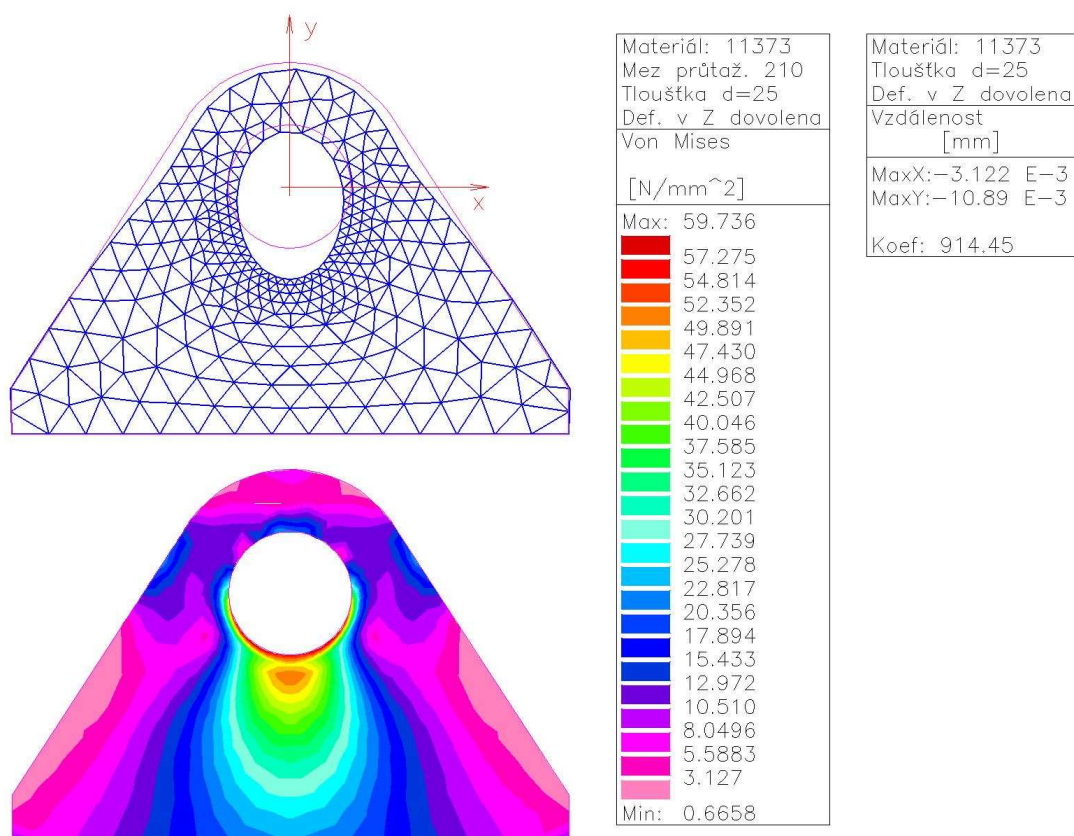 y
x
Materiál: 11373
Mez průtaž. 210
Tloušťka d=25
Def. v Z dovolena
Von Mises
[N/mm^2]
Max: 59.736
57.275
54.814
52.352
49.891
47.430
44.968
42.507
40.046
37.585
35.123
32.662
30.201
27.739
25.278
22.817
20.356
17.894
15.433
12.972
10.510
8.0496
5.5883
3.127
Min: 0.6658
Materiál: 11373
Tloušťka d=25
Def. v Z dovolena
Vzdálenost
[mm]
MaxX:-3.122 E-3
MaxY:-10.89 E-3
Koef: 914.45